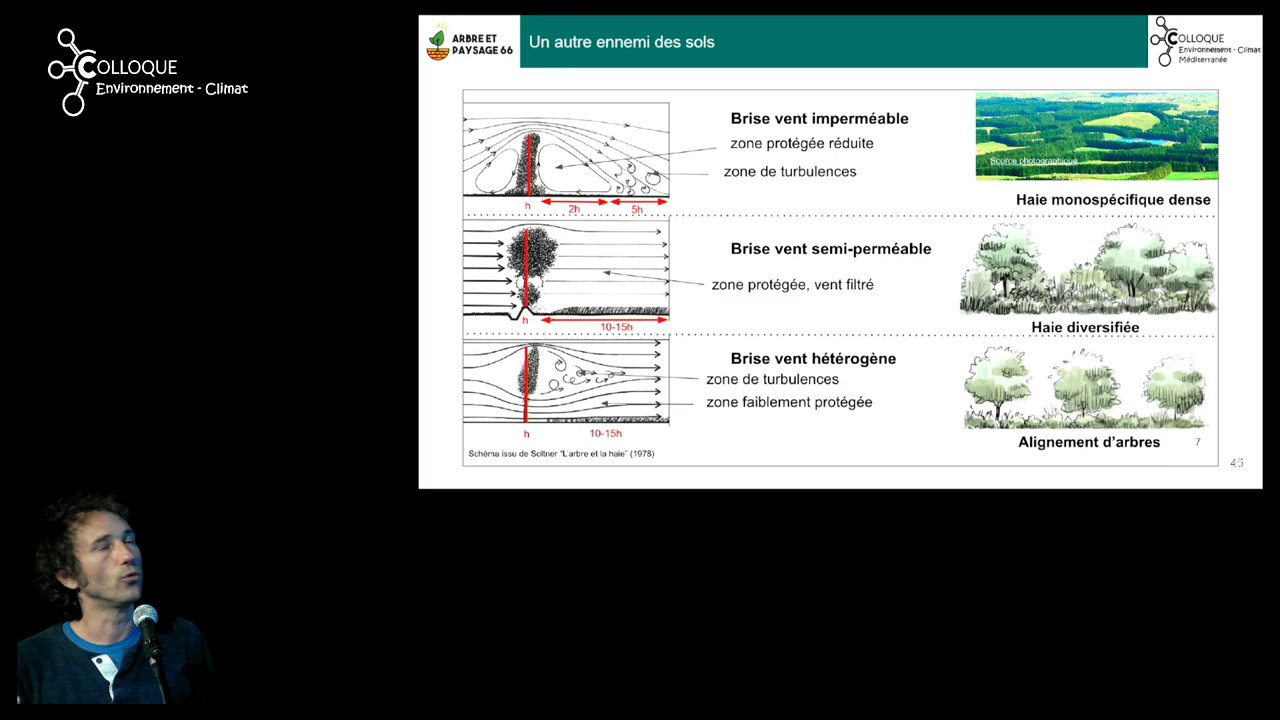 COLLOQUE
Environnement - Climat
ARBRE ET
PAYSAGE 66
Un autre ennemi des sols
COLLOQUE
Environnement - Climat
Méditerranée
Brise vent imperméable
zone protégée réduite
zone de turbulences
h
2h
5h
Source photographique
Haie monospécifique dense
Brise vent semi-perméable
zone protégée, vent filtré
h
10-15h
Haie diversifiée
Brise vent hétérogène
zone de turbulences
zone faiblement protégée
h
10-15h
Alignement d'arbres
7
Schéma issu de Soltner "L'arbre et la haie" (1978)
46